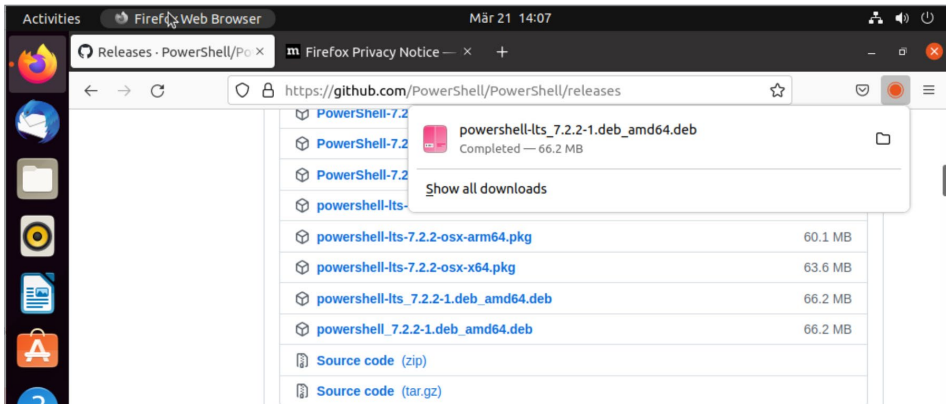 Activities Firefox Web Browser Mär 21 14:07
Releases · PowerShell/Po × m Firefox Privacy Notice — × +
https://github.com/PowerShell/PowerShell/releases
PowerShell-7.2
PowerShell-7.2
PowerShell-7.2
powershell-lts-
powershell-lts_7.2.2-1.deb_amd64.deb
Completed — 66.2 MB
Show all downloads
powershell-lts-7.2.2-osx-arm64.pkg 60.1 MB
powershell-lts-7.2.2-osx-x64.pkg 63.6 MB
powershell-lts_7.2.2-1.deb_amd64.deb 66.2 MB
powershell_7.2.2-1.deb_amd64.deb 66.2 MB
Source code (zip)
Source code (tar.gz)